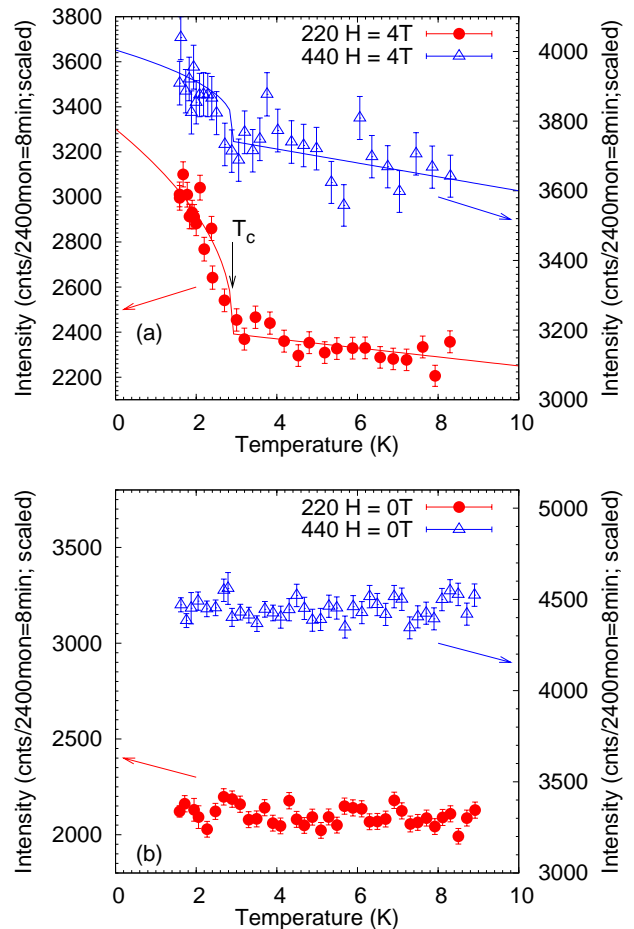 220 H = 4T
440 H = 4T
Intensity (cnts/2400mon=8min;scaled)
3800
3600
3400
3200
3000
2800
2600
2400
2200
4000
3800
3600
3400
3200
3000
Intensity (cnts/2400mon=8min;scaled)
T_c
(a)
0 2 4 6 8 10
Temperature (K)
220 H = 0T
440 H = 0T
Intensity (cnts/2400mon=8min; scaled)
3500
3000
2500
2000
5000
4500
4000
3500
3000
Intensity (cnts/2400mon=8min; scaled)
(b)
0 2 4 6 8 10
Temperature (K)